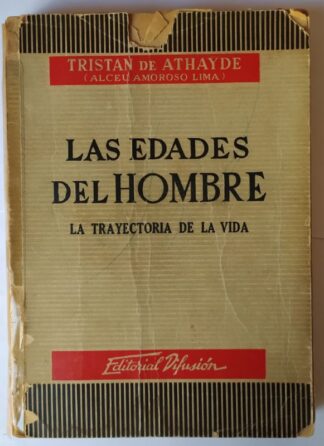 TRISTAN DE ATHAYDE
(ALCEU AMOROSO LIMA)
LAS EDADES
DEL HOMBRE
LA TRAYECTORIA DE LA VIDA
Editorial Difusión